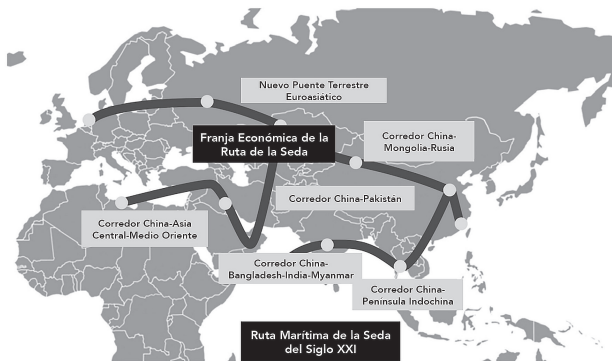 Nuevo Puente Terrestre
Euroasiático
Franja Económica de la
Ruta de la Seda
Corredor China-
Mongolia-Rusia
Corredor China-Pakistán
Corredor China-Asia
Central-Medio Oriente
Corredor China-
Bangladesh-India-Myanmar
Corredor China-
Península Indochina
Ruta Marítima de la Seda
del Siglo XXI